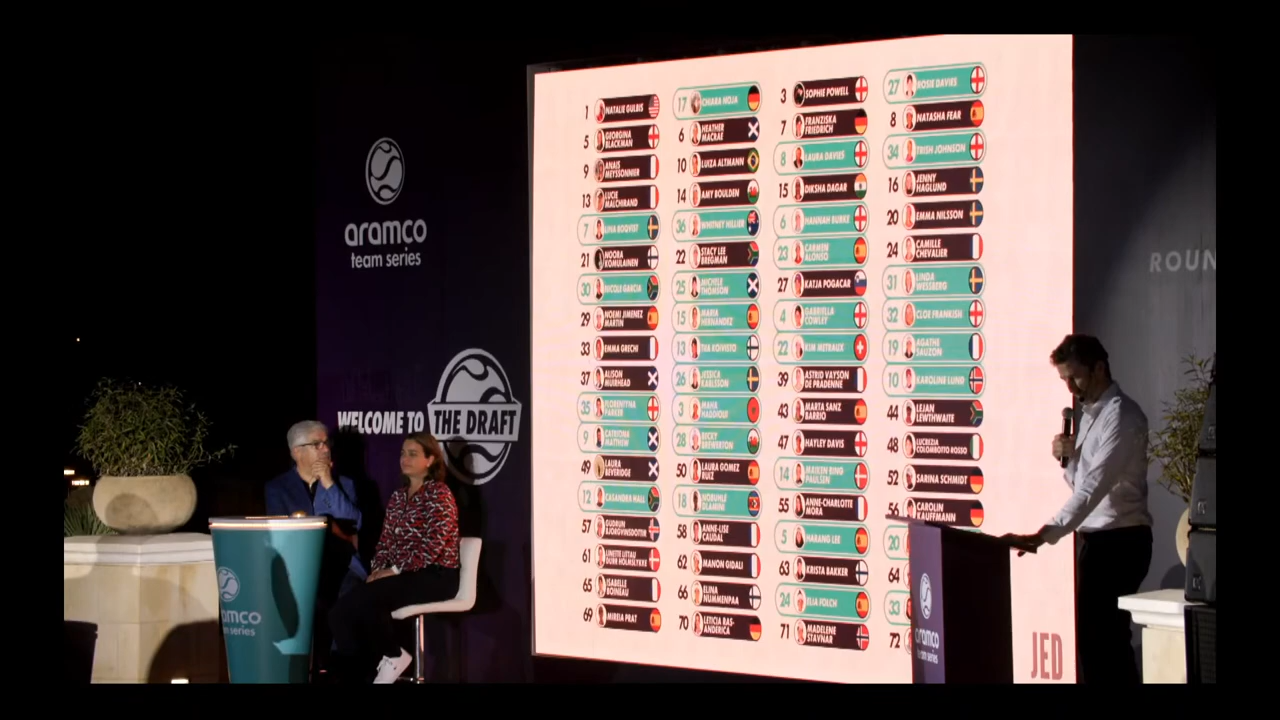 aramco
team series
WELCOME TO
THE DRAFT
1 NATALIE GULBIS
5 GEORGINA BLACKMAN
9 ANAIS MEYSSONNIER
13 LUCIE MALCHIRAND
7 LINA BOQVIST
21 NOORA KOMULAINEN
30 NICOLE GARCIA
29 NOEMI JIMENEZ MARTIN
33 EMMA GRECHI
37 ALISON MUIRHEAD
35 FLORENTYNA PARKER
9 CATRIONA MATTHEW
49 LAURA BEVERIDGE
12 CASANDRA HALL
57 GUDRUN BJORGVINSDOTTIR
61 LINETTE LITTAU DURR HOLMSLYKKE
65 ISABELLE BOINEAU
69 MIREIA PRAT
17 CHIARA NOJA
6 HEATHER MACRAE
10 LUIZA ALTMANN
14 AMY BOULDEN
36 WHITNEY HILLIER
22 STACY LEE BREGMAN
25 MICHELE THOMSON
15 MARIA HERNANDEZ
13 TIIA KOIVISTO
26 JESSICA KARLSSON
3 MAHA HADDIOUI
28 BECKY BREWERTON
50 LAURA GOMEZ RUIZ
18 NOBUHLE DLAMINI
58 ANNE-LISE CAUDAL
62 MANON GIDALI
66 ELINA NUMMENPAA
70 LETICIA RAS-ANDERICA
3 SOPHIE POWELL
7 FRANZISKA FRIEDRICH
8 LAURA DAVIES
15 DIKSHA DAGAR
6 HANNAH BURKE
23 CARMEN ALONSO
27 KATJA POGACAR
4 GABRIELLA COWLEY
22 KIM METRAUX
39 ASTRID VAYSON DE PRADENNE
43 MARTA SANZ BARRIO
47 HAYLEY DAVIS
14 MAIKEN BING PAULSEN
55 ANNE-CHARLOTTE MORA
5 HARANG LEE
63 KRISTA BAKKER
24 ELIA FOLCH
71 MADELENE STAVNAR
27 ROSIE DAVIES
8 NATASHA FEAR
34 TRISH JOHNSON
16 JENNY HAGLUND
20 EMMA NILSSON
24 CAMILLE CHEVALIER
31 LINDA WESSBERG
32 CLOE FRANKISH
19 AGATHE SAUZON
10 KAROLINE LUND
44 LEJAN LEWTHWAITE
48 LUCREZIA COLOMBOTTO ROSSO
52 SARINA SCHMIDT
56 CAROLIN KAUFFMANN
20
64
33
72
JED
ROUN
aramco
team series